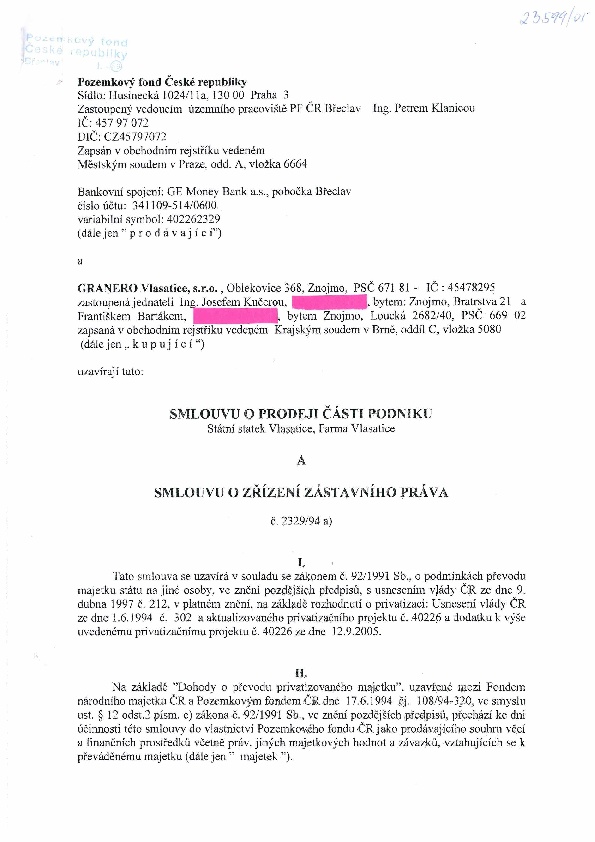 23.599/
Pozemkový fond
České republiky
Břeclav 1.
Pozemkový fond České republiky
Sídlo: Husinecká 1024/11a, 130 00 Praha 3
Zastoupený vedoucím územního pracoviště PF ČR Břeclav Ing. Petrem Klanicou
IČ: 457 97 072
DIČ: CZ45797072
Zapsán v obchodním rejstříku vedeném
Městským soudem v Praze, odd. A, vložka 6664
Bankovní spojení: GE Money Bank a.s., pobočka Břeclav
číslo účtu: 341109-514/0600
variabilní symbol: 402262329
(dále jen " p r o d á v a j í c í")
a
GRANERO Vlasatice, s.r.o. , Oblekovice 368, Znojmo, PSČ 671 81 - IČ : 45478295
zastoupená jednateli Ing. Josefem Kučerou, , bytem: Znojmo, Bratrstva 21 a
Františkem Bartákem, , bytem Znojmo, Loucká 2682/40, PSČ 669 02
zapsaná v obchodním rejstříku vedeném Krajským soudem v Brně, oddíl C, vložka 5080
(dále jen „ k u p u j í c í “)
uzavírají tuto:
SMLOUVU O PRODEJI ČÁSTI PODNIKU
Státní statek Vlasatice, Farma Vlasatice
A
SMLOUVU O ZŘÍZENÍ ZÁSTAVNÍHO PRÁVA
č. 2329/94 a)
I.
Tato smlouva se uzavírá v souladu se zákonem č. 92/1991 Sb., o podmínkách převodu
majetku státu na jiné osoby, ve znění pozdějších předpisů, s usnesením vlády ČR ze dne 9.
dubna 1997 č. 212, v platném znění, na základě rozhodnutí o privatizaci: Usnesení vlády ČR
ze dne 1.6.1994 č. 302 a aktualizovaného privatizačního projektu č. 40226 a dodatku k výše
uvedenému privatizačnímu projektu č. 40226 ze dne 12.9.2005.
II.
Na základě "Dohody o převodu privatizovaného majetku", uzavřené mezi Fondem
národního majetku ČR a Pozemkovým fondem ČR dne 17.6.1994 čj. 108/94-320, ve smyslu
ust. § 12 odst.2 písm. c) zákona č. 92/1991 Sb., ve znění pozdějších předpisů, přechází ke dni
účinnosti této smlouvy do vlastnictví Pozemkového fondu ČR jako prodávajícího souhrn věcí
a finančních prostředků včetně práv, jiných majetkových hodnot a závazků, vztahujících se k
převáděnému majetku (dále jen " majetek ").